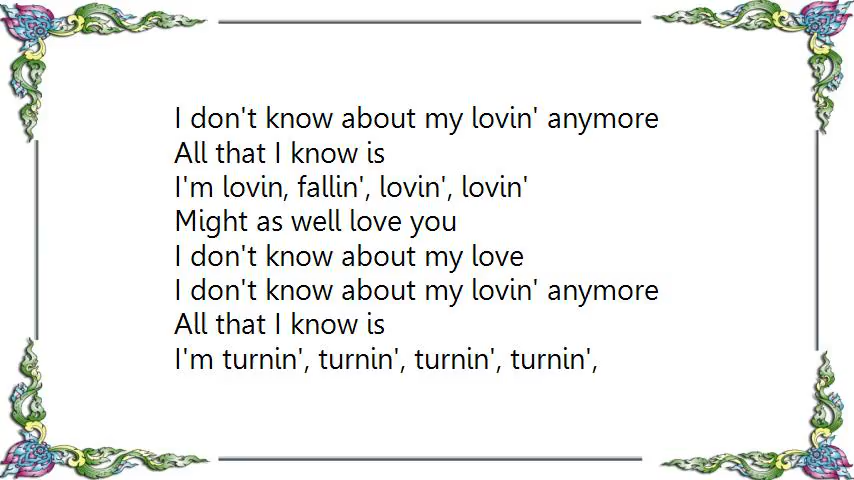 I don't know about my lovin' anymore
All that I know is
I'm lovin, fallin', lovin', lovin'
Might as well love you
I don't know about my love
I don't know about my lovin' anymore
All that I know is
I'm turnin', turnin', turnin', turnin',